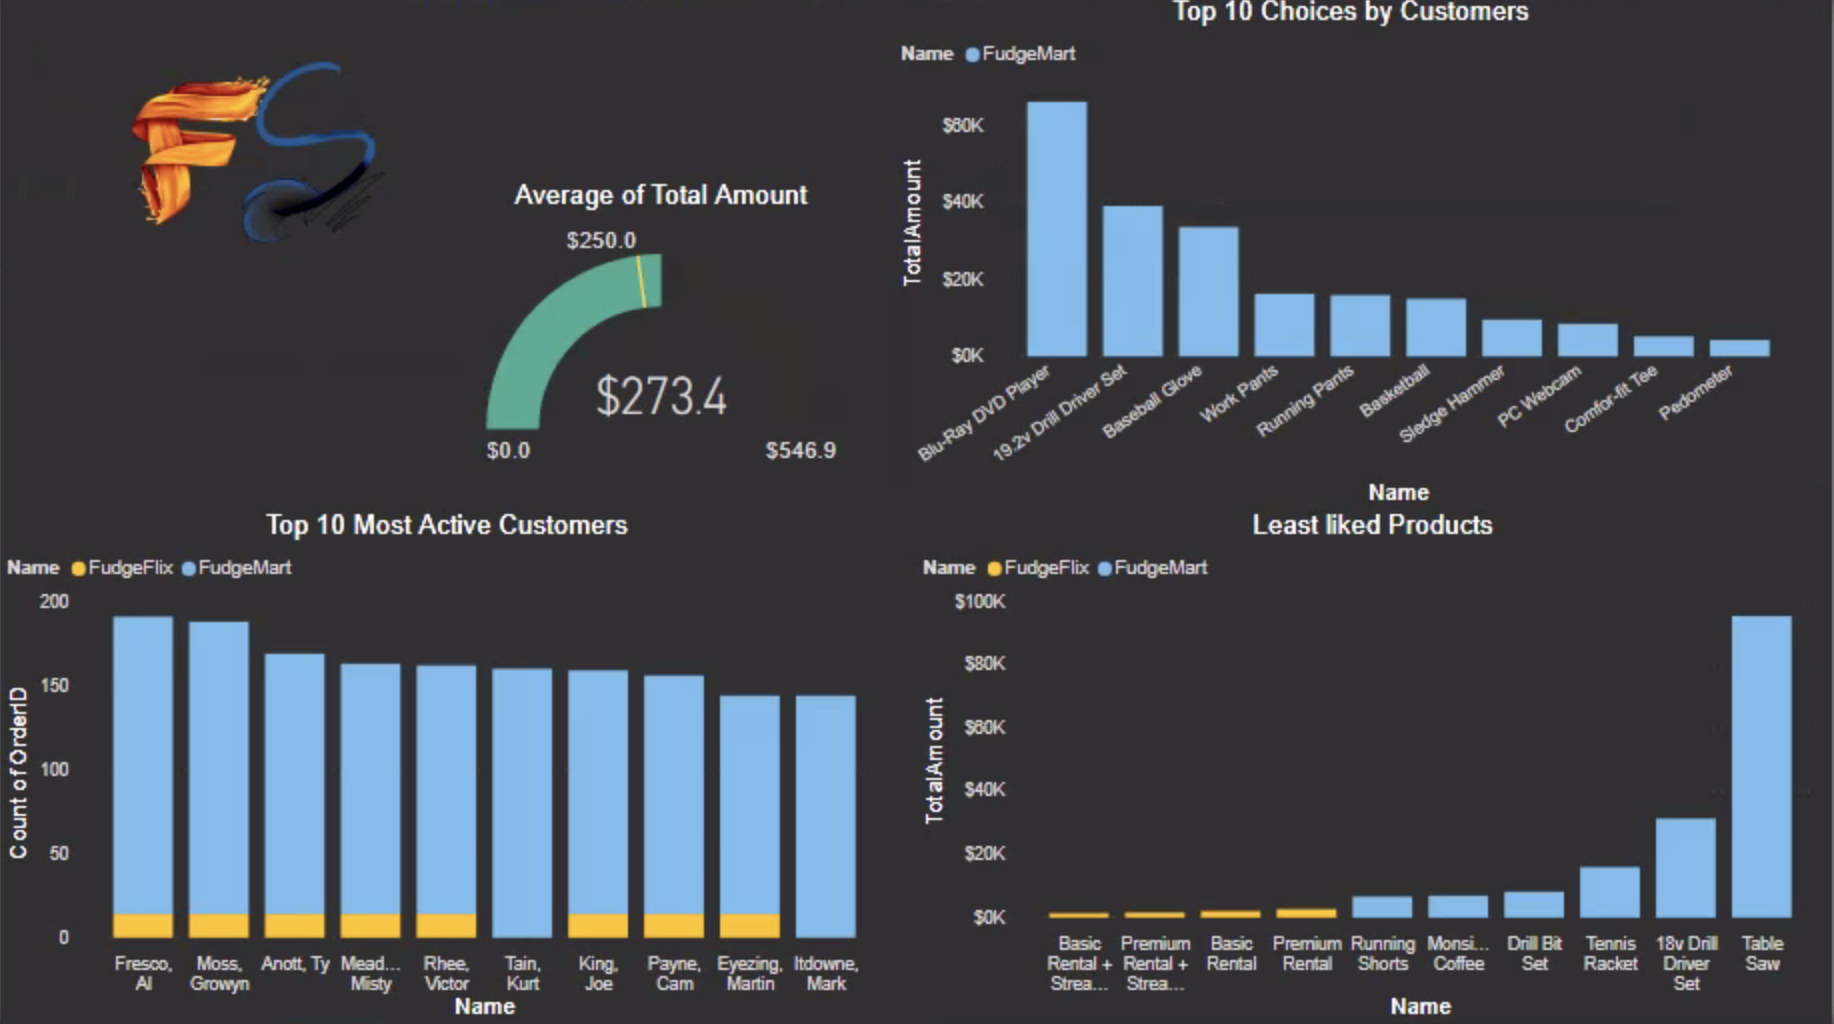 FS
Average of Total Amount
$250.0
$273.4
$0.0
$546.9
Top 10 Choices by Customers
Name FudgeMart
TotalAmount
$60K
$40K
$20K
$0K
Blu-Ray DVD Player
19.2v Drill Driver Set
Baseball Glove
Work Pants
Running Pants
Basketball
Sledge Hammer
PC Webcam
Comfor-fit Tee
Pedometer
Name
Top 10 Most Active Customers
Name FudgeFlix FudgeMart
Count of OrderID
200
150
100
50
0
Fresco,
Al
Moss,
Growyn
Anott, Ty
Mead...
Misty
Rhee,
Victor
Tain,
Kurt
King,
Joe
Payne,
Cam
Eyezing,
Martin
Itdowne,
Mark
Name
Least liked Products
Name FudgeFlix FudgeMart
TotalAmount
$100K
$80K
$60K
$40K
$20K
$0K
Basic
Rental +
Strea...
Premium
Rental +
Strea...
Basic
Rental
Premium
Rental
Running
Shorts
Monsi...
Coffee
Drill Bit
Set
Tennis
Racket
18v Drill
Driver
Set
Table
Saw
Name